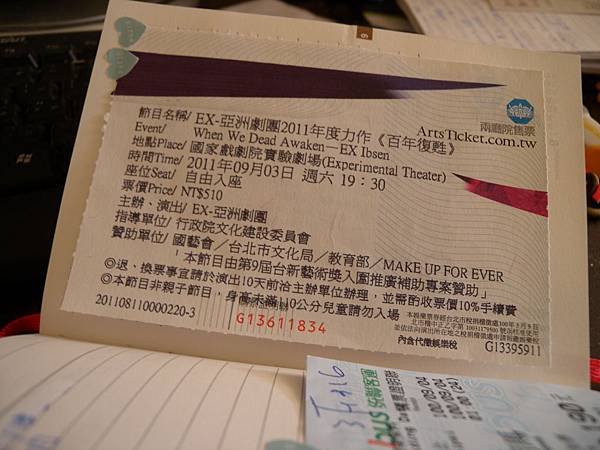 兩廳院售票
ArtsTicket.com.tw
節目名稱/ EX-亞洲劇團2011年度力作《百年復甦》
Event/ When We Dead Awaken—EX Ibsen
地點Place/ 國家戲劇院實驗劇場(Experimental Theater)
時間Time/ 2011年09月03日 週六 19:30
座位Seat/ 自由入座
票價Price/ NT$510
主辦、演出/ EX-亞洲劇團
指導單位/ 行政院文化建設委員會
贊助單位/ 國藝會/台北市文化局/教育部/MAKE UP FOR EVER
「本節目由第9屆台新藝術獎入圍推廣補助專案贊助」
◎退、換票事宜請於演出10天前洽主辦單位辦理,並需酌收票價10%手續費
◎本節目非親子節目,身高未滿110公分兒童請勿入場
201108110000220-3
G13611834
內含代徵娛樂稅
G13395911
bus
100/09/04
100/09/04